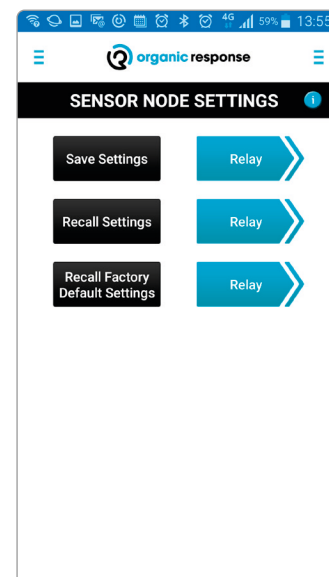 4G 59% 13:55
organic response
SENSOR NODE SETTINGS i
Save Settings Relay
Recall Settings Relay
Recall Factory
Default Settings Relay